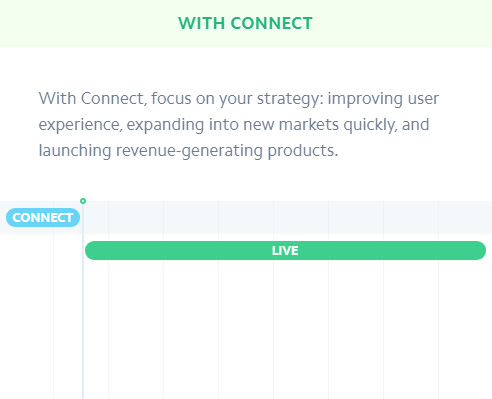 WITH CONNECT
With Connect, focus on your strategy: improving user
experience, expanding into new markets quickly, and
launching revenue-generating products.
CONNECT
LIVE